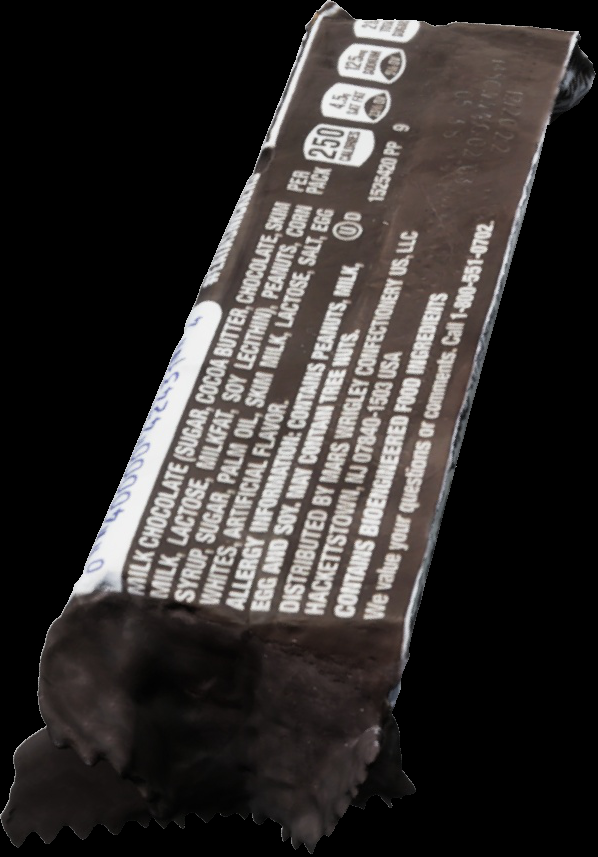 MILK CHOCOLATE (SUGAR, COCOA BUTTER, CHOCOLATE, SKIM
MILK, LACTOSE, MILKFAT, SOY LECITHIN), PEANUTS, CORN
SYRUP, SUGAR, PALM OIL, SKIM MILK, LACTOSE, SALT, EGG
WHITES, ARTIFICIAL FLAVOR.
ALLERGY INFORMATION: CONTAINS PEANUTS, MILK,
EGG AND SOY. MAY CONTAIN TREE NUTS.
DISTRIBUTED BY MARS WRIGLEY CONFECTIONERY US, LLC
HACKETTSTOWN, NJ 07840-1503 USA
CONTAINS BIOENGINEERED FOOD INGREDIENTS
We value your questions or comments. Call 1-800-551-0702.
U D
PER
PACK
250
CALORIES
4.5g
SAT FAT
125mg
SODIUM
1525420 PP 9